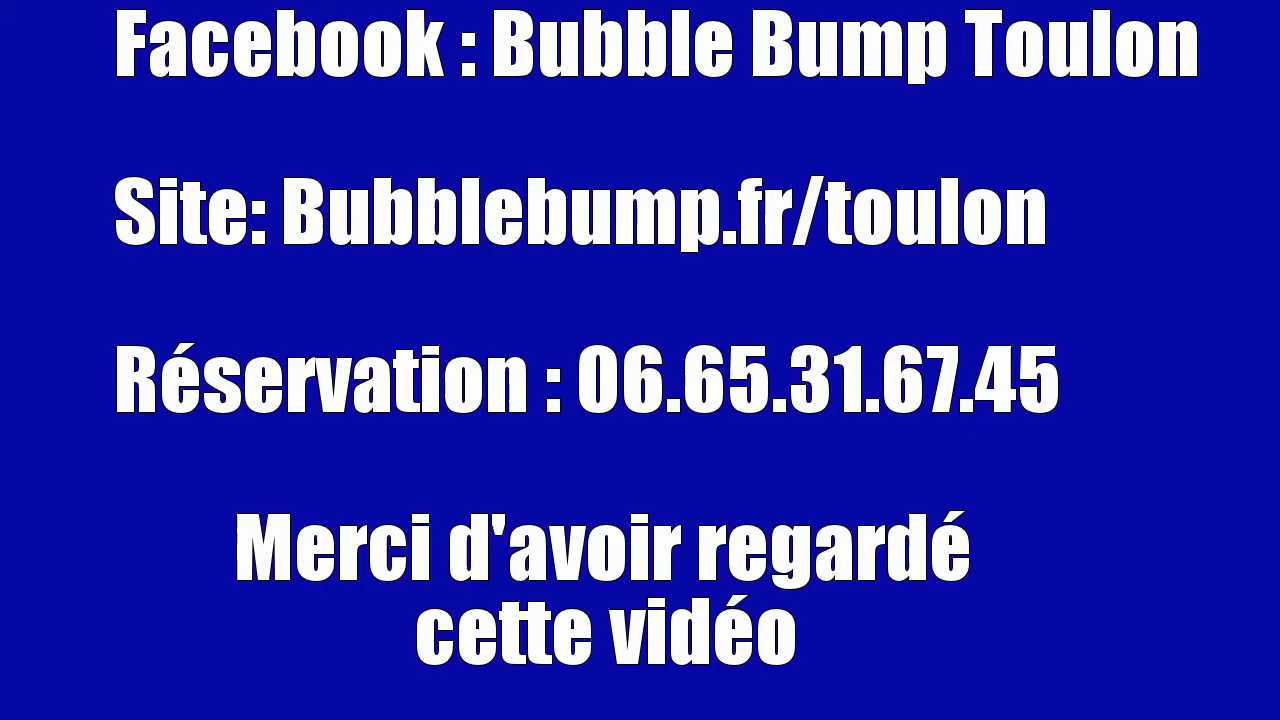 Facebook : Bubble Bump Toulon
Site: Bubblebump.fr/toulon
Réservation : 06.65.31.67.45
Merci d'avoir regardé
cette vidéo